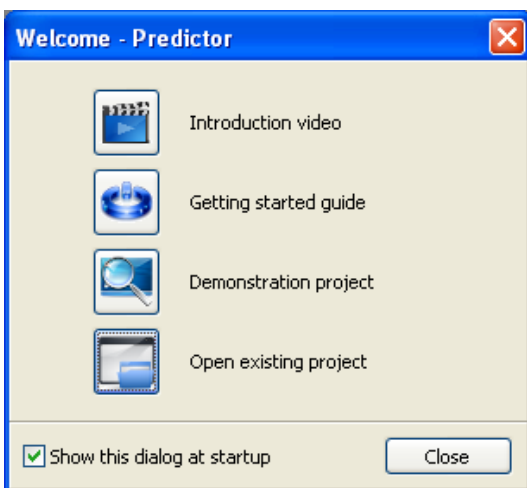 Welcome - Predictor
Introduction video
Getting started guide
Demonstration project
Open existing project
Show this dialog at startup
Close